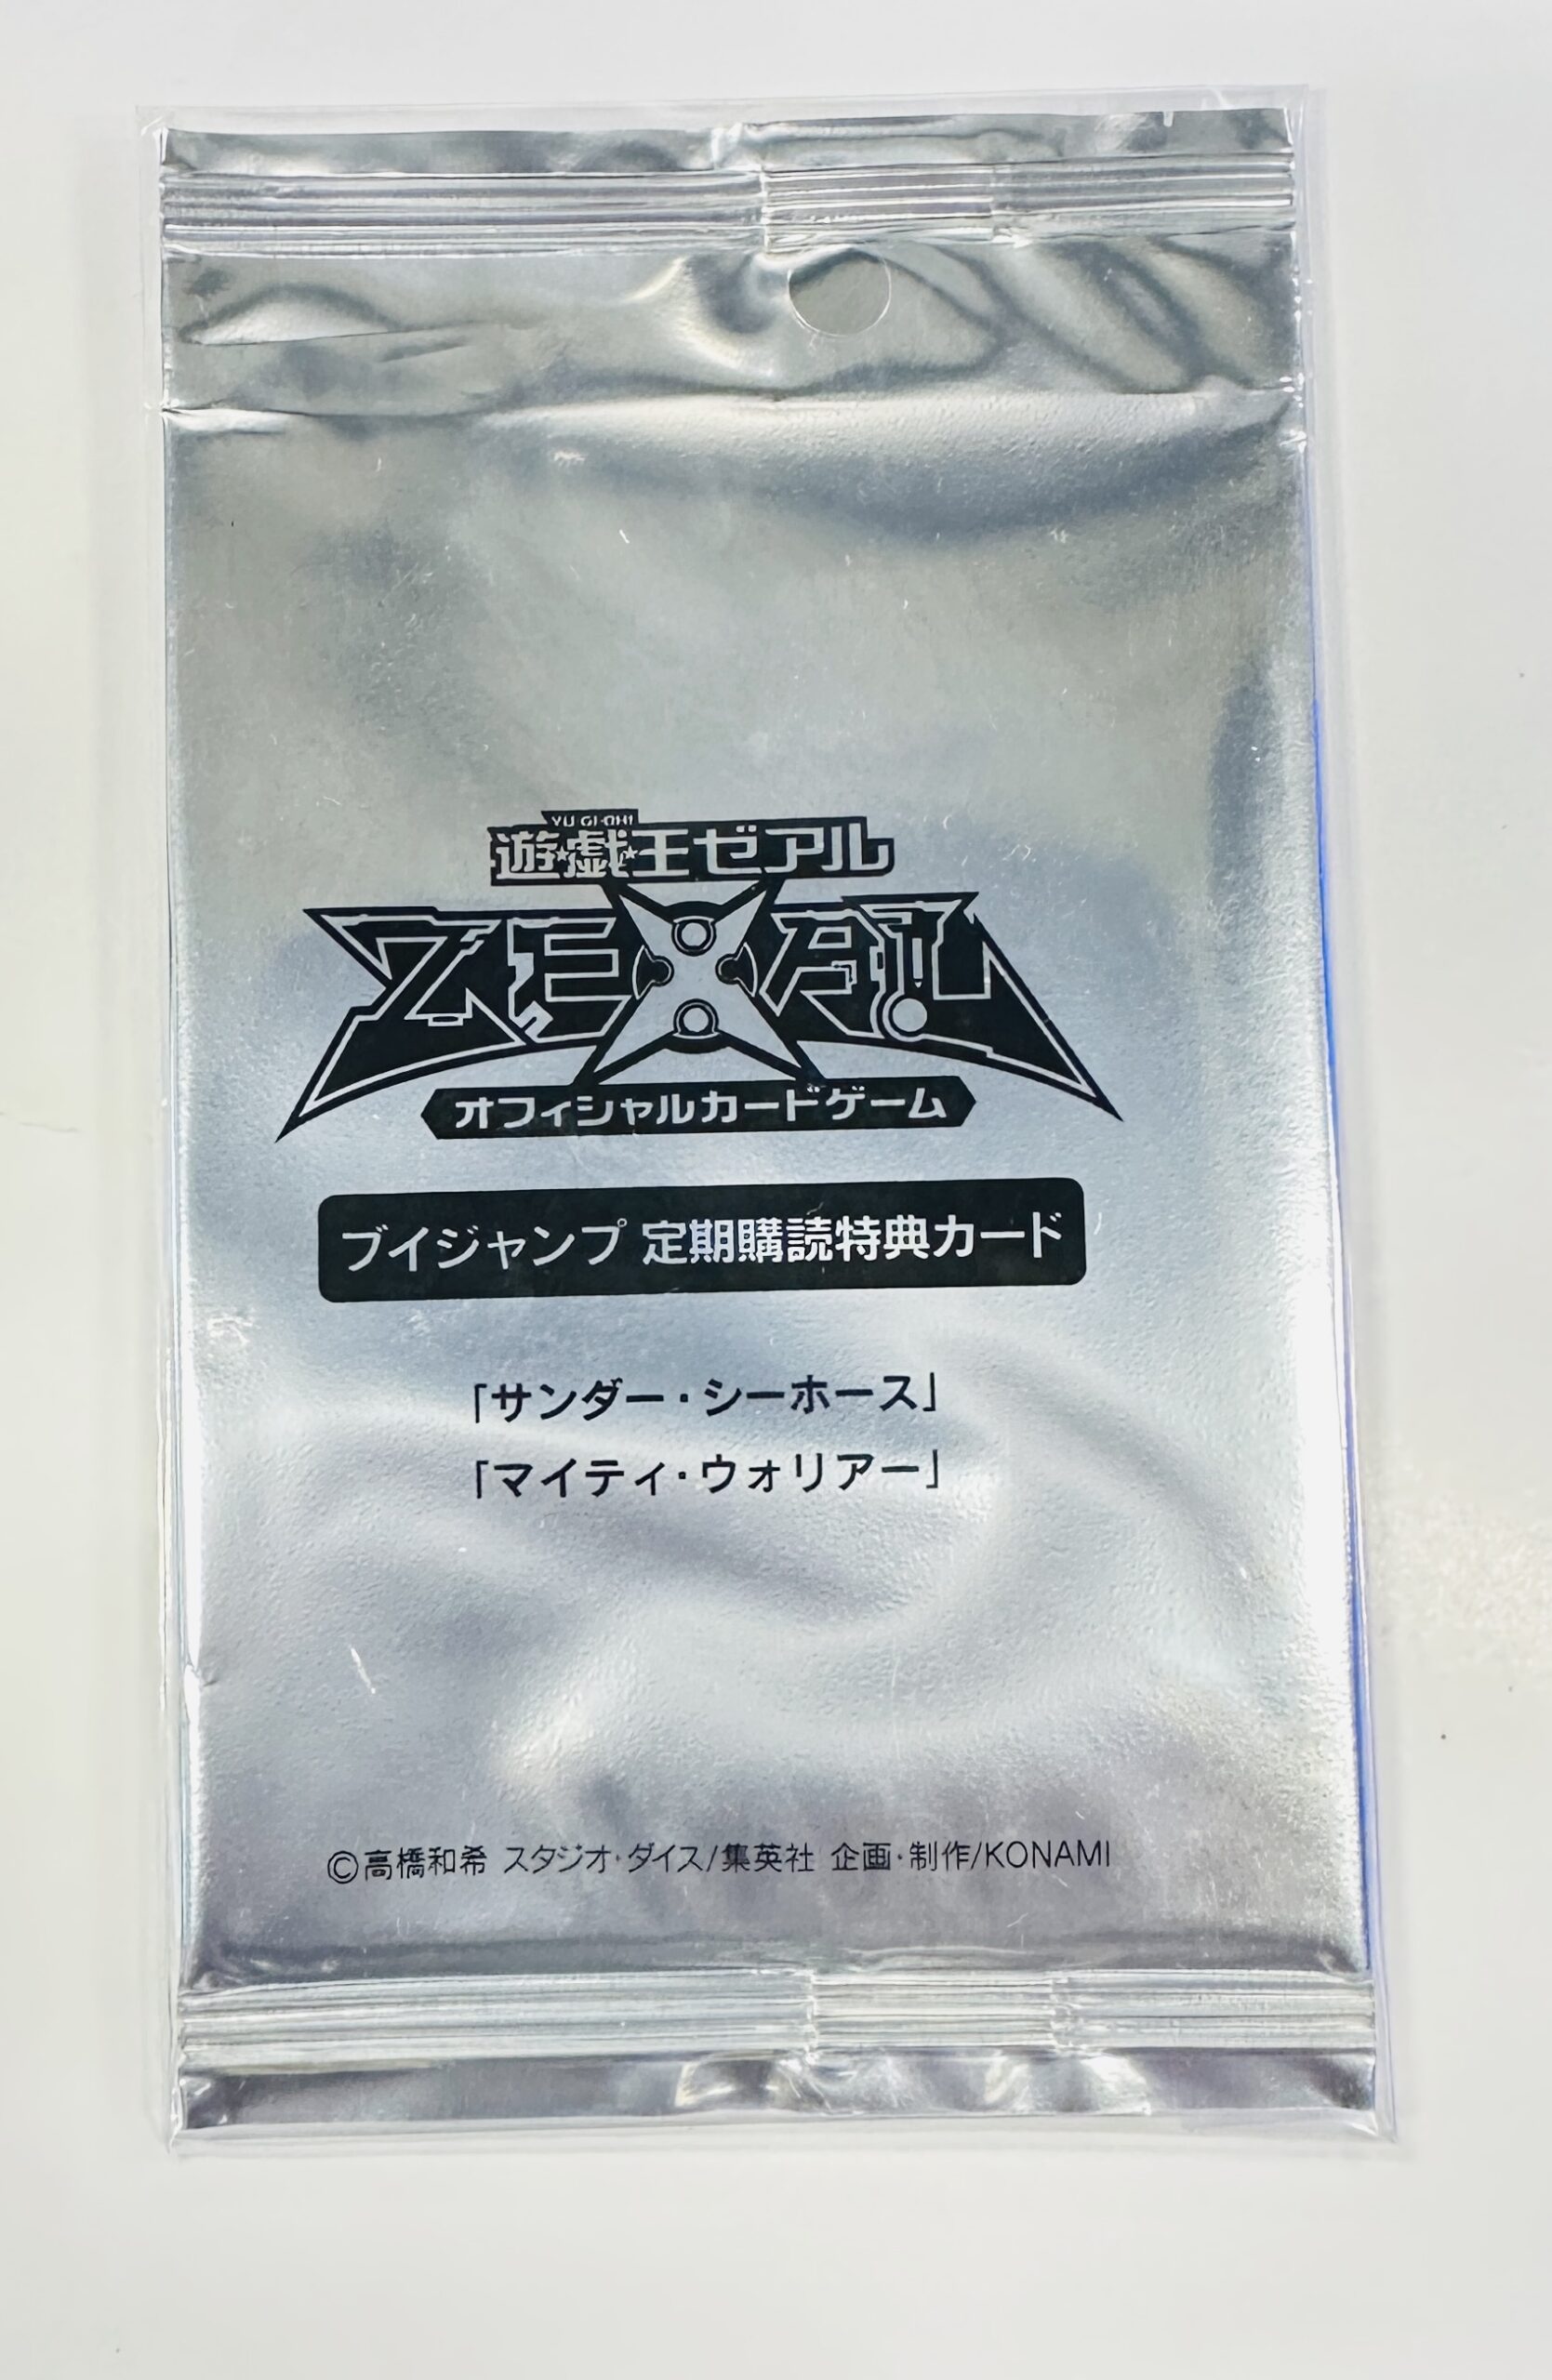 YU-GI-OH!
遊☆戯☆王ゼアル
ZEXAL
オフィシャルカードゲーム
ブイジャンプ 定期購読特典カード
「サンダー・シーホース」
「マイティ・ウォリアー」
©高橋和希 スタジオ・ダイス/集英社 企画・制作/KONAMI